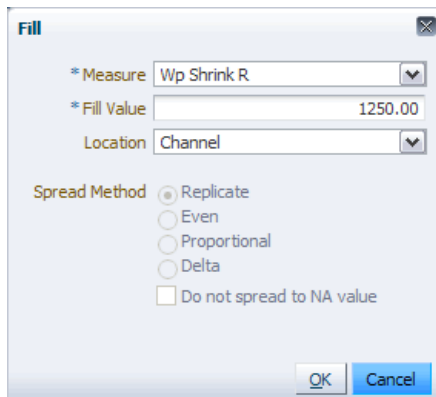 Fill
* Measure Wp Shrink R
* Fill Value 1250.00
Location Channel
Spread Method Replicate
Even
Proportional
Delta
Do not spread to NA value
OK Cancel